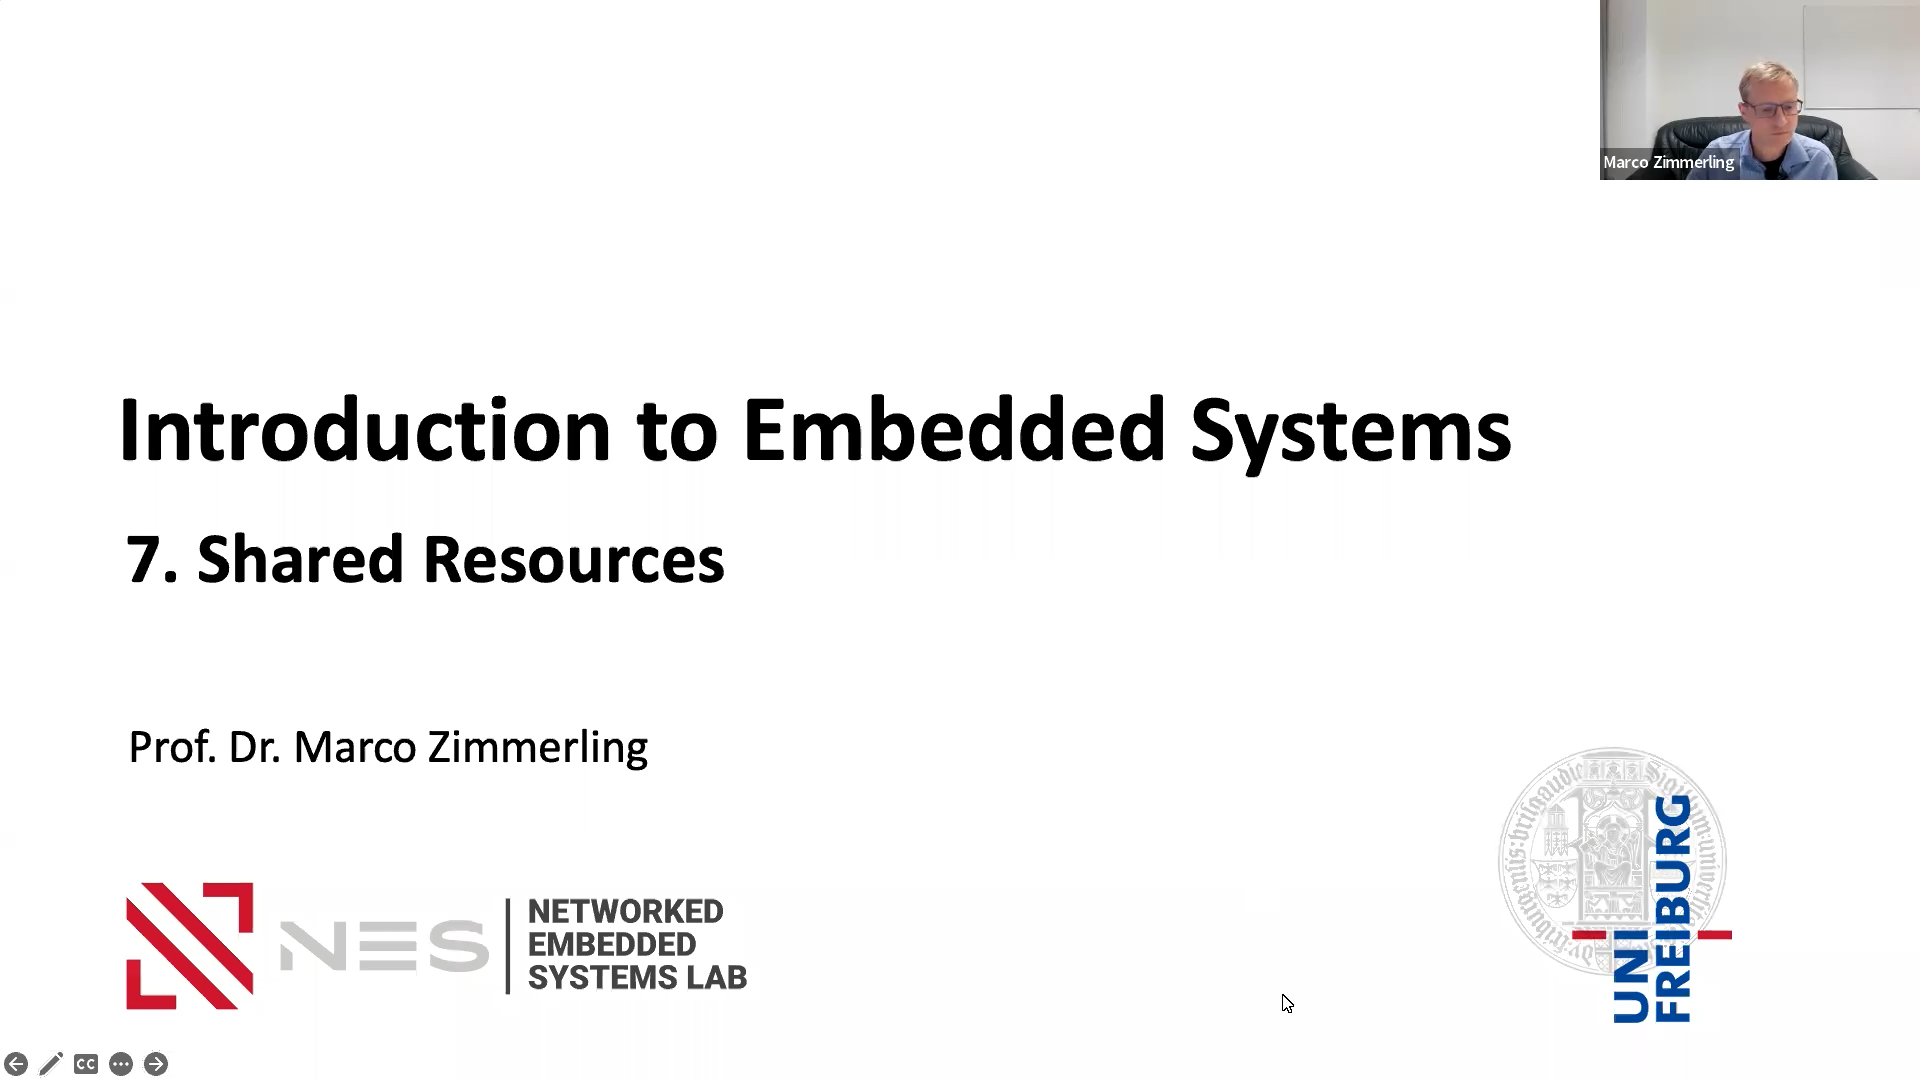 Marco Zimmerling
Introduction to Embedded Systems
7. Shared Resources
Prof. Dr. Marco Zimmerling
NES
NETWORKED
EMBEDDED
SYSTEMS LAB
UNI
FREIBURG
CC